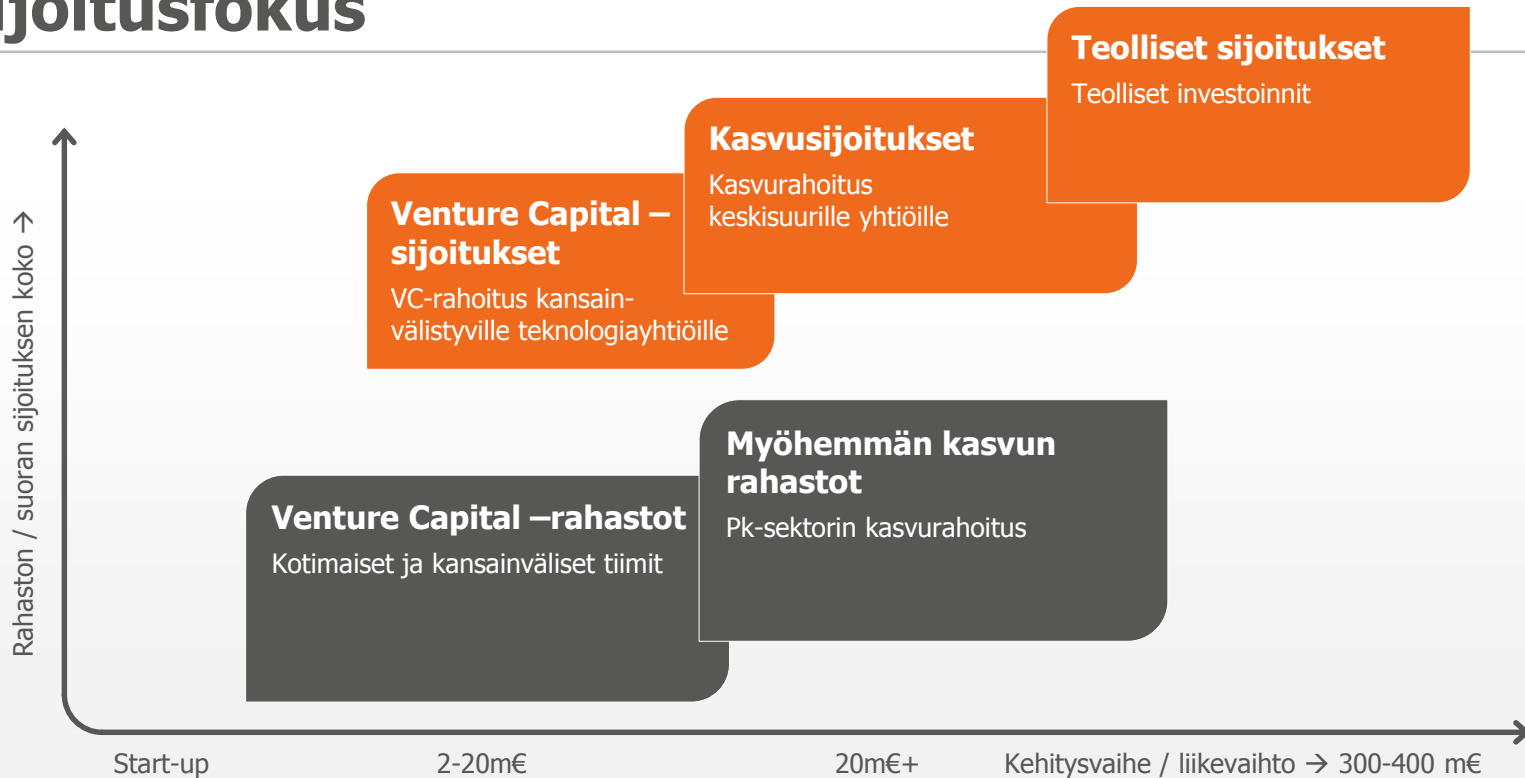 ijoitusfokus
Teolliset sijoitukset
Teolliset investoinnit
Kasvusijoitukset
Kasvurahoitus
keskisuurille yhtiöille
Venture Capital –
sijoitukset
VC-rahoitus kansain-
välistyville teknologiayhtiöille
Myöhemmän kasvun
rahastot
Pk-sektorin kasvurahoitus
Venture Capital –rahastot
Kotimaiset ja kansainväliset tiimit
Rahaston / suoran sijoituksen koko →
Start-up
2-20m€
20m€+
Kehitysvaihe / liikevaihto → 300-400 m€